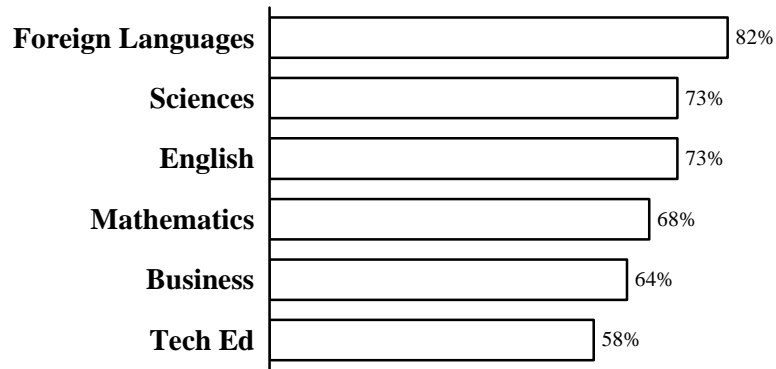 Foreign Languages 82%
Sciences 73%
English 73%
Mathematics 68%
Business 64%
Tech Ed 58%